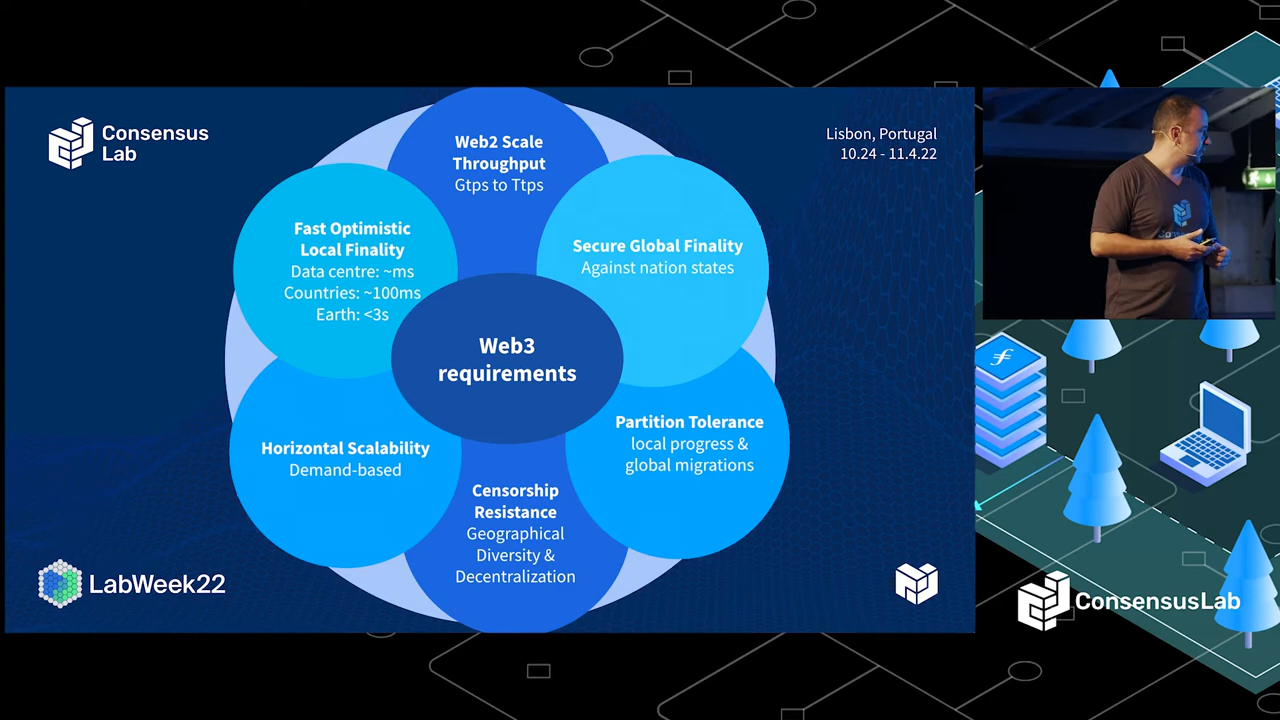 Consensus
Lab
Lisbon, Portugal
10.24 - 11.4.22
Web2 Scale
Throughput
Gtps to Ttps
Fast Optimistic
Local Finality
Data centre: ~ms
Countries: ~100ms
Earth: <3s
Secure Global Finality
Against nation states
Web3
requirements
Horizontal Scalability
Demand-based
Partition Tolerance
local progress &
global migrations
Censorship
Resistance
Geographical
Diversity &
Decentralization
LabWeek22
ConsensusLab